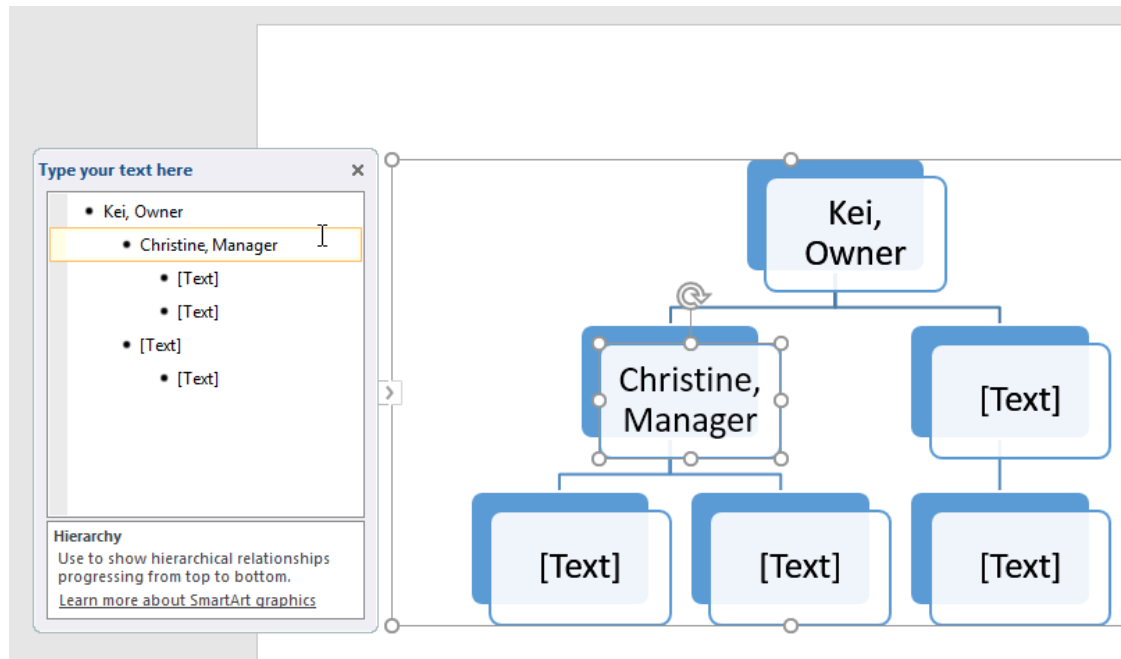 Type your text here
Kei, Owner
Christine, Manager
[Text]
[Text]
[Text]
[Text]
Hierarchy
Use to show hierarchical relationships
progressing from top to bottom.
Learn more about SmartArt graphics
Kei,
Owner
Christine,
Manager
[Text]
[Text]
[Text]
[Text]